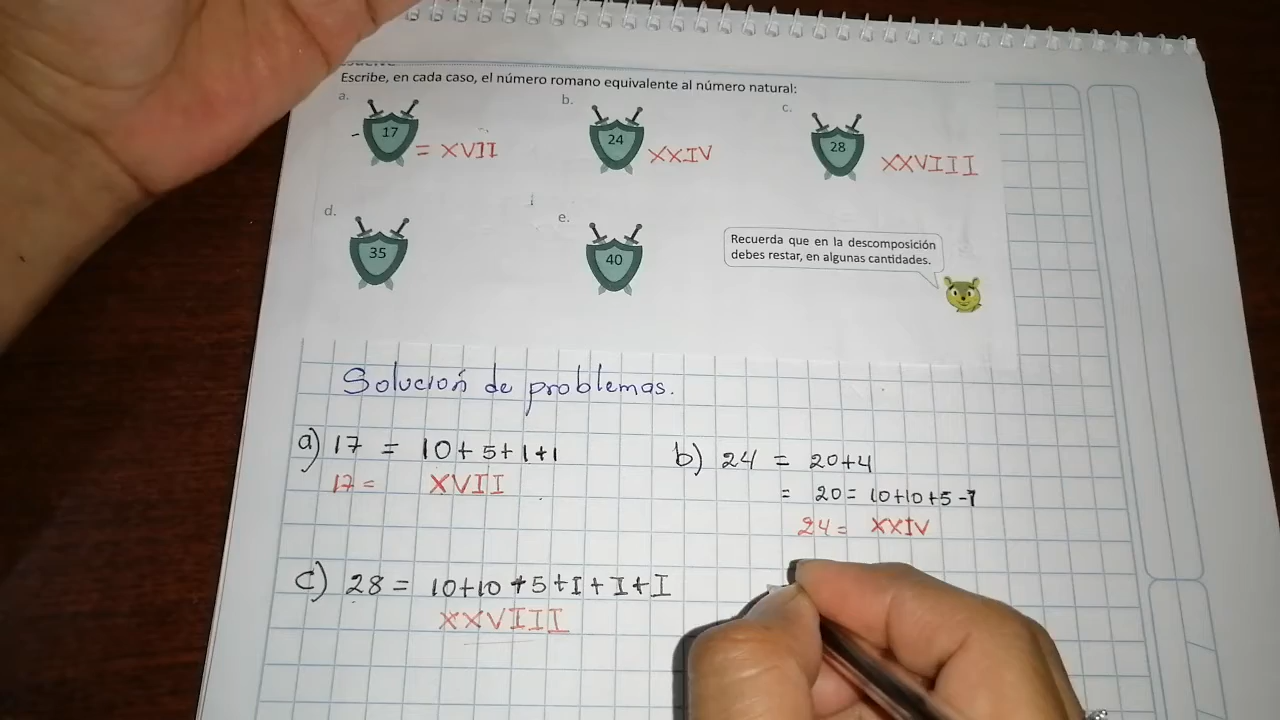 Escribe, en cada caso, el número romano equivalente al número natural:
a. 17 = XVII
b. 24 XXIV
c. 28 XXVIII
d. 35
e. 40
Recuerda que en la descomposición
debes restar, en algunas cantidades.
Solución de problemas.
a) 17 = 10+5+1+1
17 = XVII
b) 24 = 20+4
= 20 = 10+10+5-1
24 = XXIV
c) 28 = 10+10+5+I+I+I
XXVIII